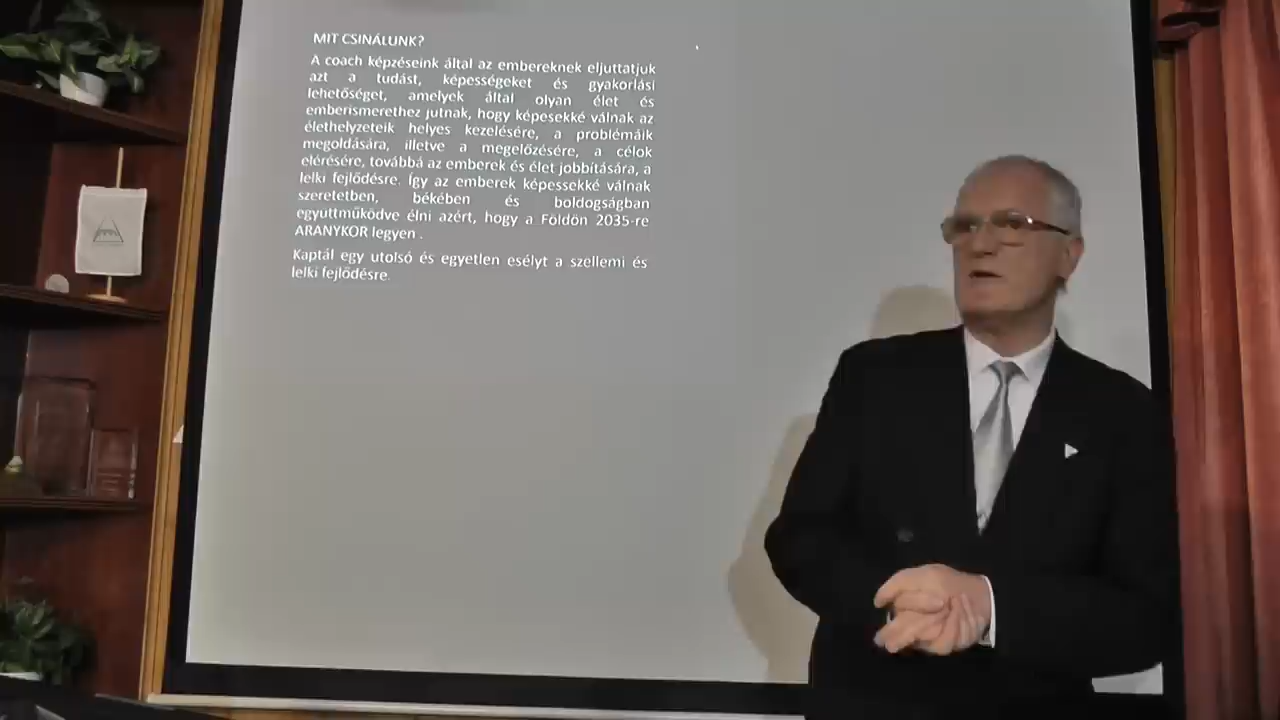 MIT CSINÁLUNK?
A coach képzéseink által az embereknek eljuttatjuk
azt a tudást, képességeket és gyakorlási
lehetőséget, amelyek által olyan élet és
emberismerethez jutnak, hogy képesekké válnak az
élethelyzeteik helyes kezelésére, a problémáik
megoldására, illetve a megelőzésére, a célok
elérésére, továbbá az emberek és élet jobbítására, a
lelki fejlődésre. Így az emberek képessekké válnak
szeretetben, békében és boldogságban
együttműködve élni azért, hogy a Földön 2035-re
ARANYKOR legyen .
Kaptál egy utolsó és egyetlen esélyt a szellemi és
lelki fejlődésre.